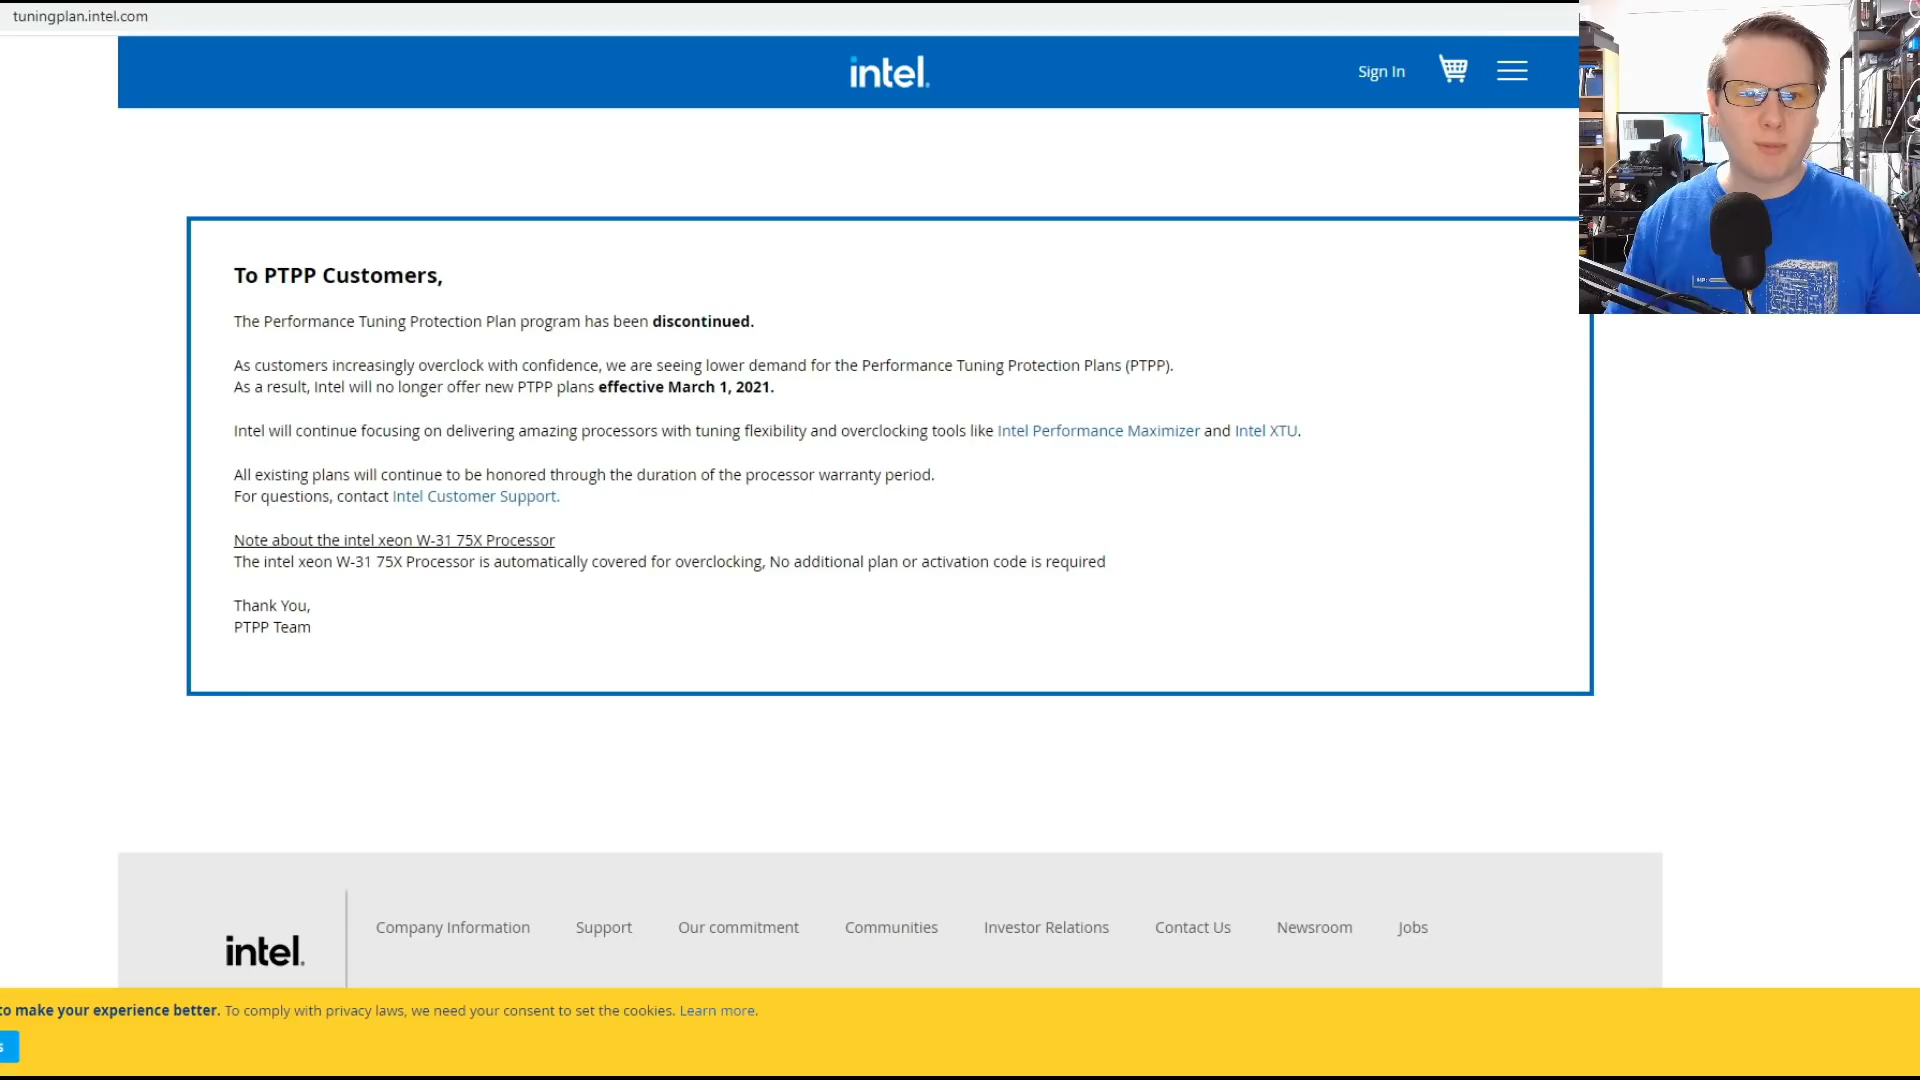 tuningplan.intel.com
intel.
Sign In
To PTPP Customers,
The Performance Tuning Protection Plan program has been discontinued.
As customers increasingly overclock with confidence, we are seeing lower demand for the Performance Tuning Protection Plans (PTPP).
As a result, Intel will no longer offer new PTPP plans effective March 1, 2021.
Intel will continue focusing on delivering amazing processors with tuning flexibility and overclocking tools like Intel Performance Maximizer and Intel XTU.
All existing plans will continue to be honored through the duration of the processor warranty period.
For questions, contact Intel Customer Support.
Note about the intel xeon W-31 75X Processor
The intel xeon W-31 75X Processor is automatically covered for overclocking, No additional plan or activation code is required
Thank You,
PTPP Team
intel.
Company Information Support Our commitment Communities Investor Relations Contact Us Newsroom Jobs
to make your experience better. To comply with privacy laws, we need your consent to set the cookies. Learn more.
s